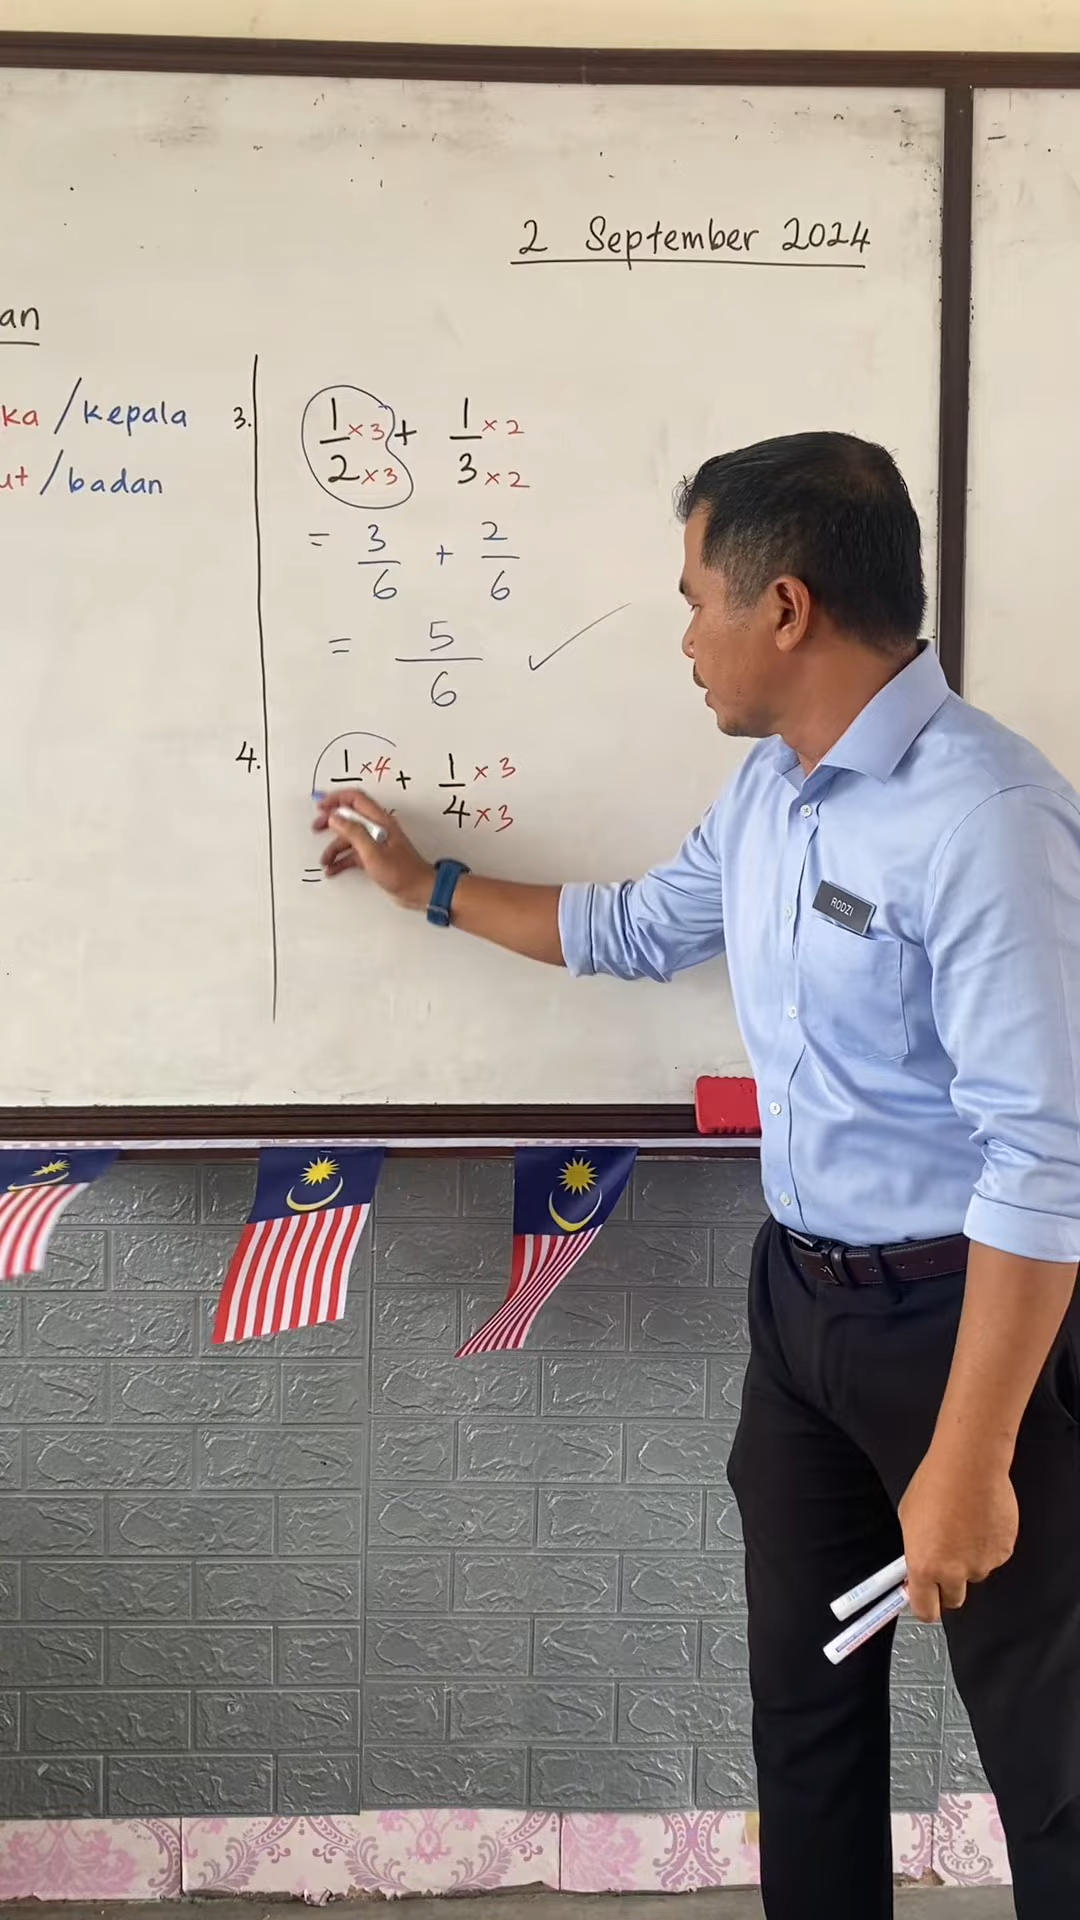 2 September 2024
an
ka / kepala
ut / badan
3. 1/2 ×3 ×3 + 1/3 ×2 ×2
= 3/6 + 2/6
= 5/6 ✓
4. 1 ×4 + 1/4 ×3 ×3
=
RODZI